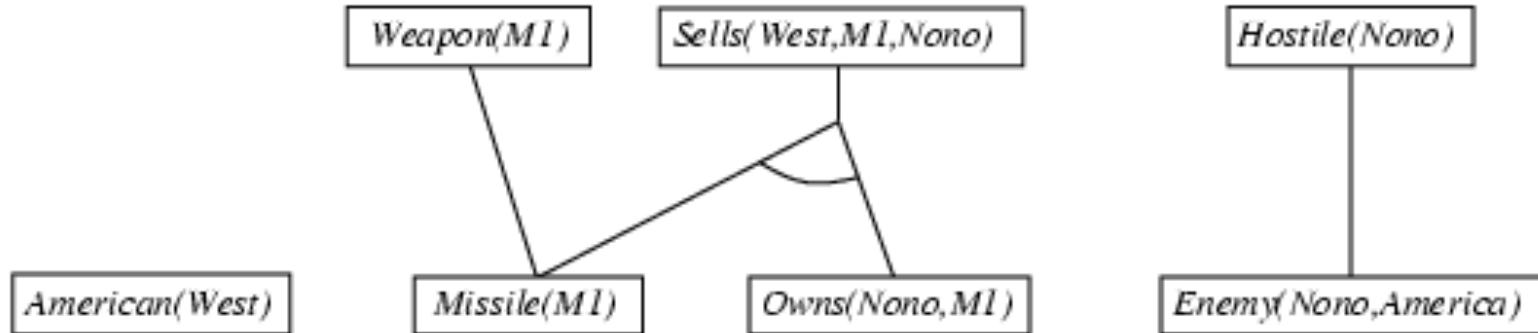 Weapon(M1)
Sells(West,M1,Nono)
Hostile(Nono)
American(West)
Missile(M1)
Owns(Nono,M1)
Enemy(Nono,America)